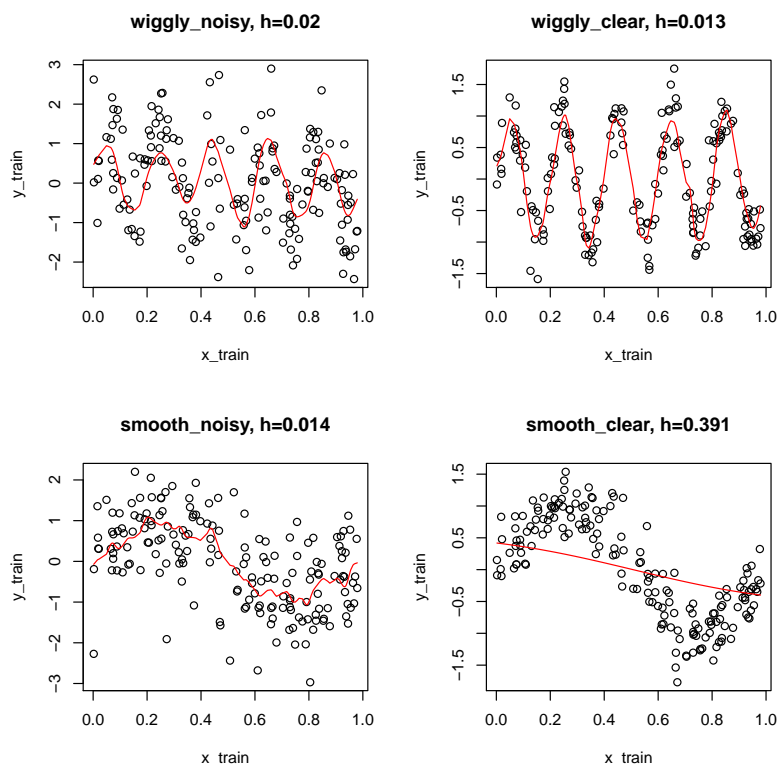 wiggly_noisy, h=0.02
3
2
1
0
−1
−2
y_train
0.0 0.2 0.4 0.6 0.8 1.0
x_train
wiggly_clear, h=0.013
1.5
0.5
−0.5
−1.5
y_train
0.0 0.2 0.4 0.6 0.8 1.0
x_train
smooth_noisy, h=0.014
2
1
0
−1
−2
−3
y_train
0.0 0.2 0.4 0.6 0.8 1.0
x_train
smooth_clear, h=0.391
1.5
0.5
−0.5
−1.5
y_train
0.0 0.2 0.4 0.6 0.8 1.0
x_train